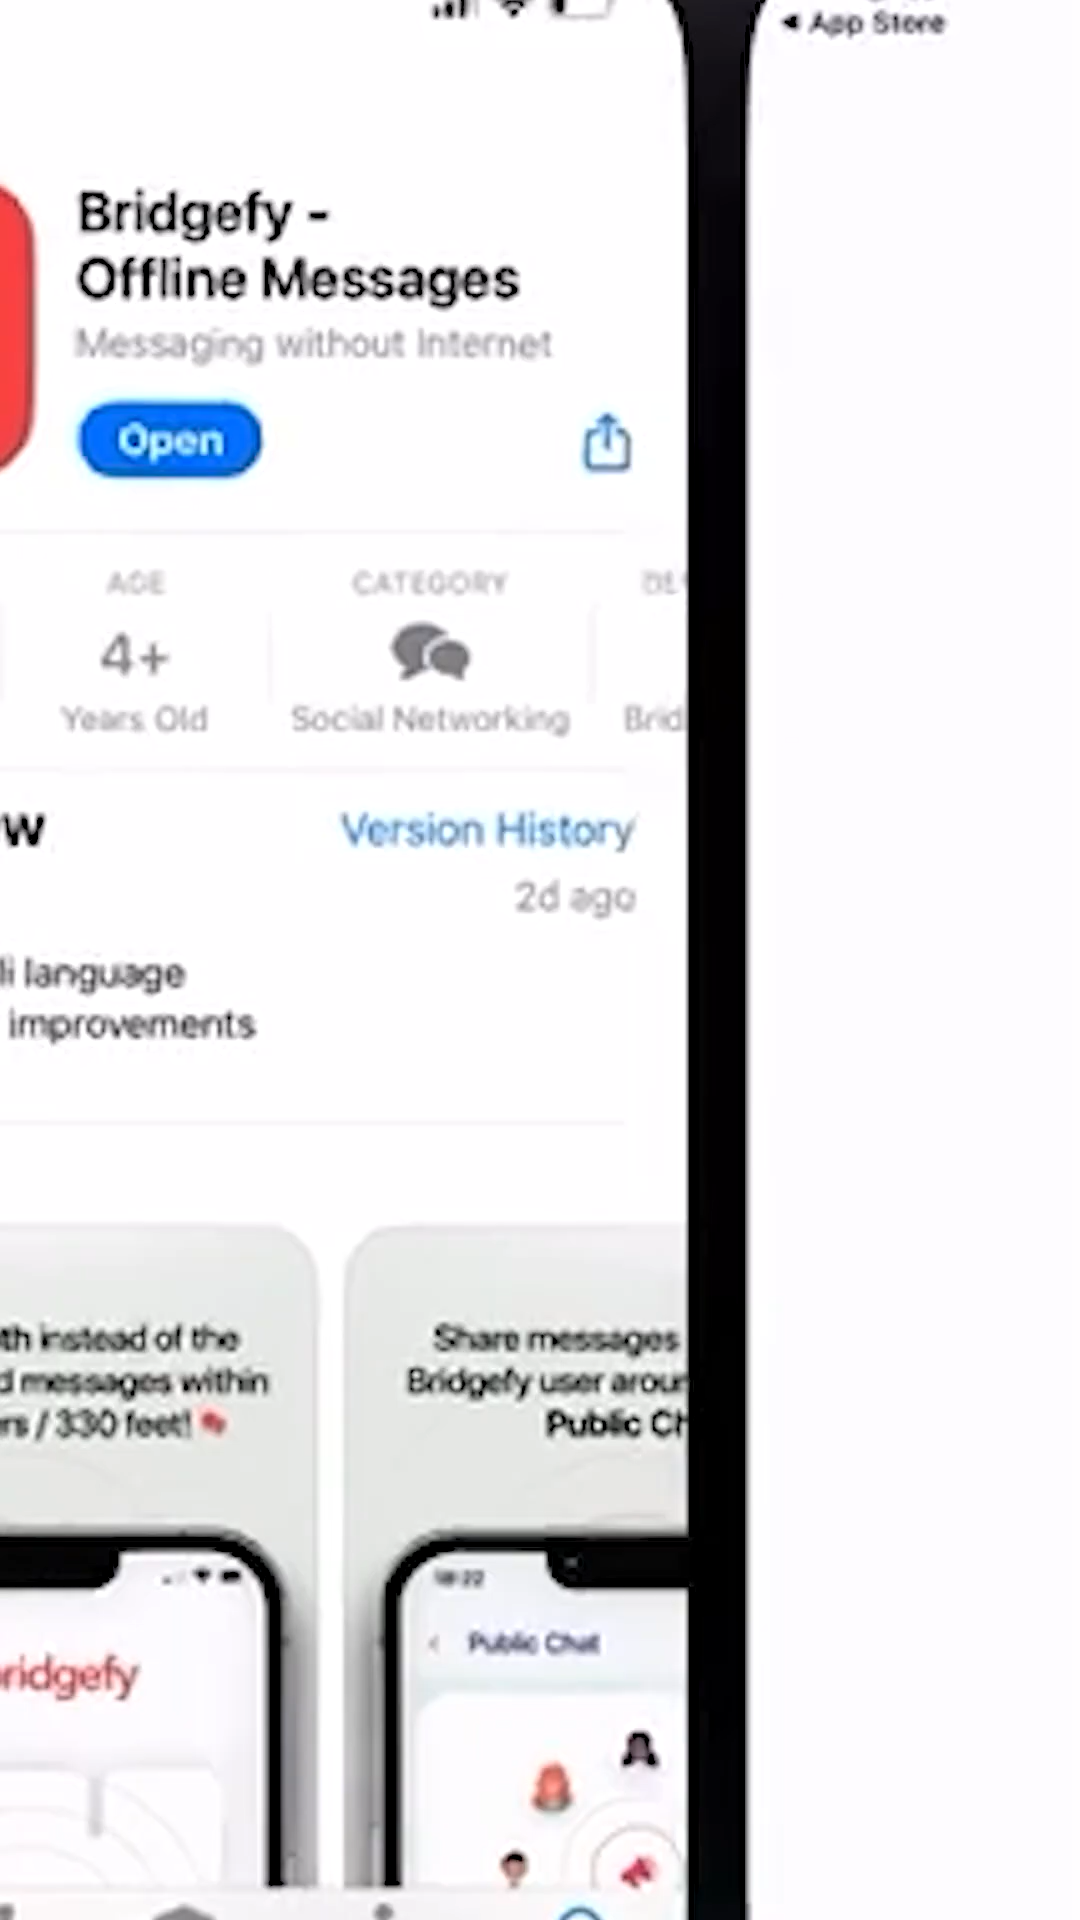 App Store
Bridgefy -
Offline Messages
Messaging without Internet
Open
AGE
CATEGORY
4+
Years Old
Social Networking
Version History
2d ago
language
improvements
instead of the
messages within
/ 330 feet!
Share messages
Bridgefy user
Public
Public Chat